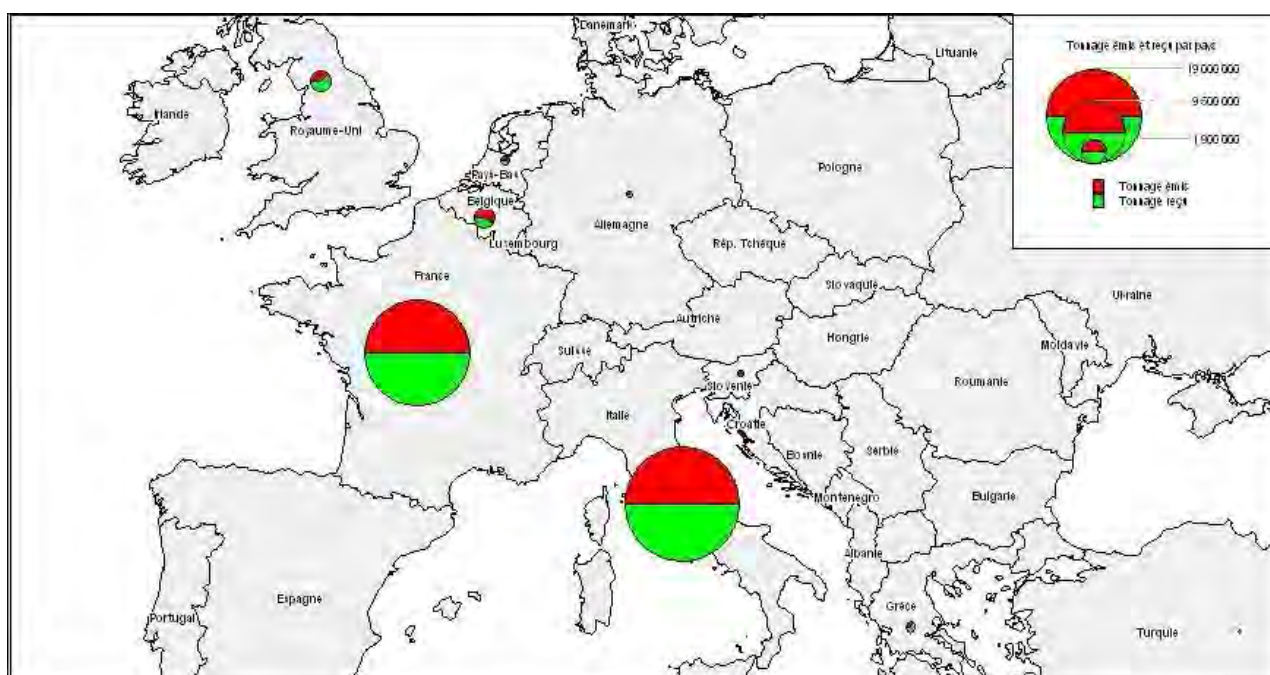 Danemark
Lituanie
Tonnage émis et reçu par pays
19 000 000
9 500 000
1 900 000
Tonnage émis
Tonnage reçu
Irlande
Royaume-Uni
Pays-Bas
Pologne
Belgique
Allemagne
Luxembourg
Rép. Tchèque
France
Slovaquie
Ukraine
Autriche
Hongrie
Moldavie
Suisse
Slovénie
Roumanie
Italie
Croatie
Bosnie
Serbie
Montenegro
Bulgarie
Albanie
Espagne
Grèce
Portugal
Turquie